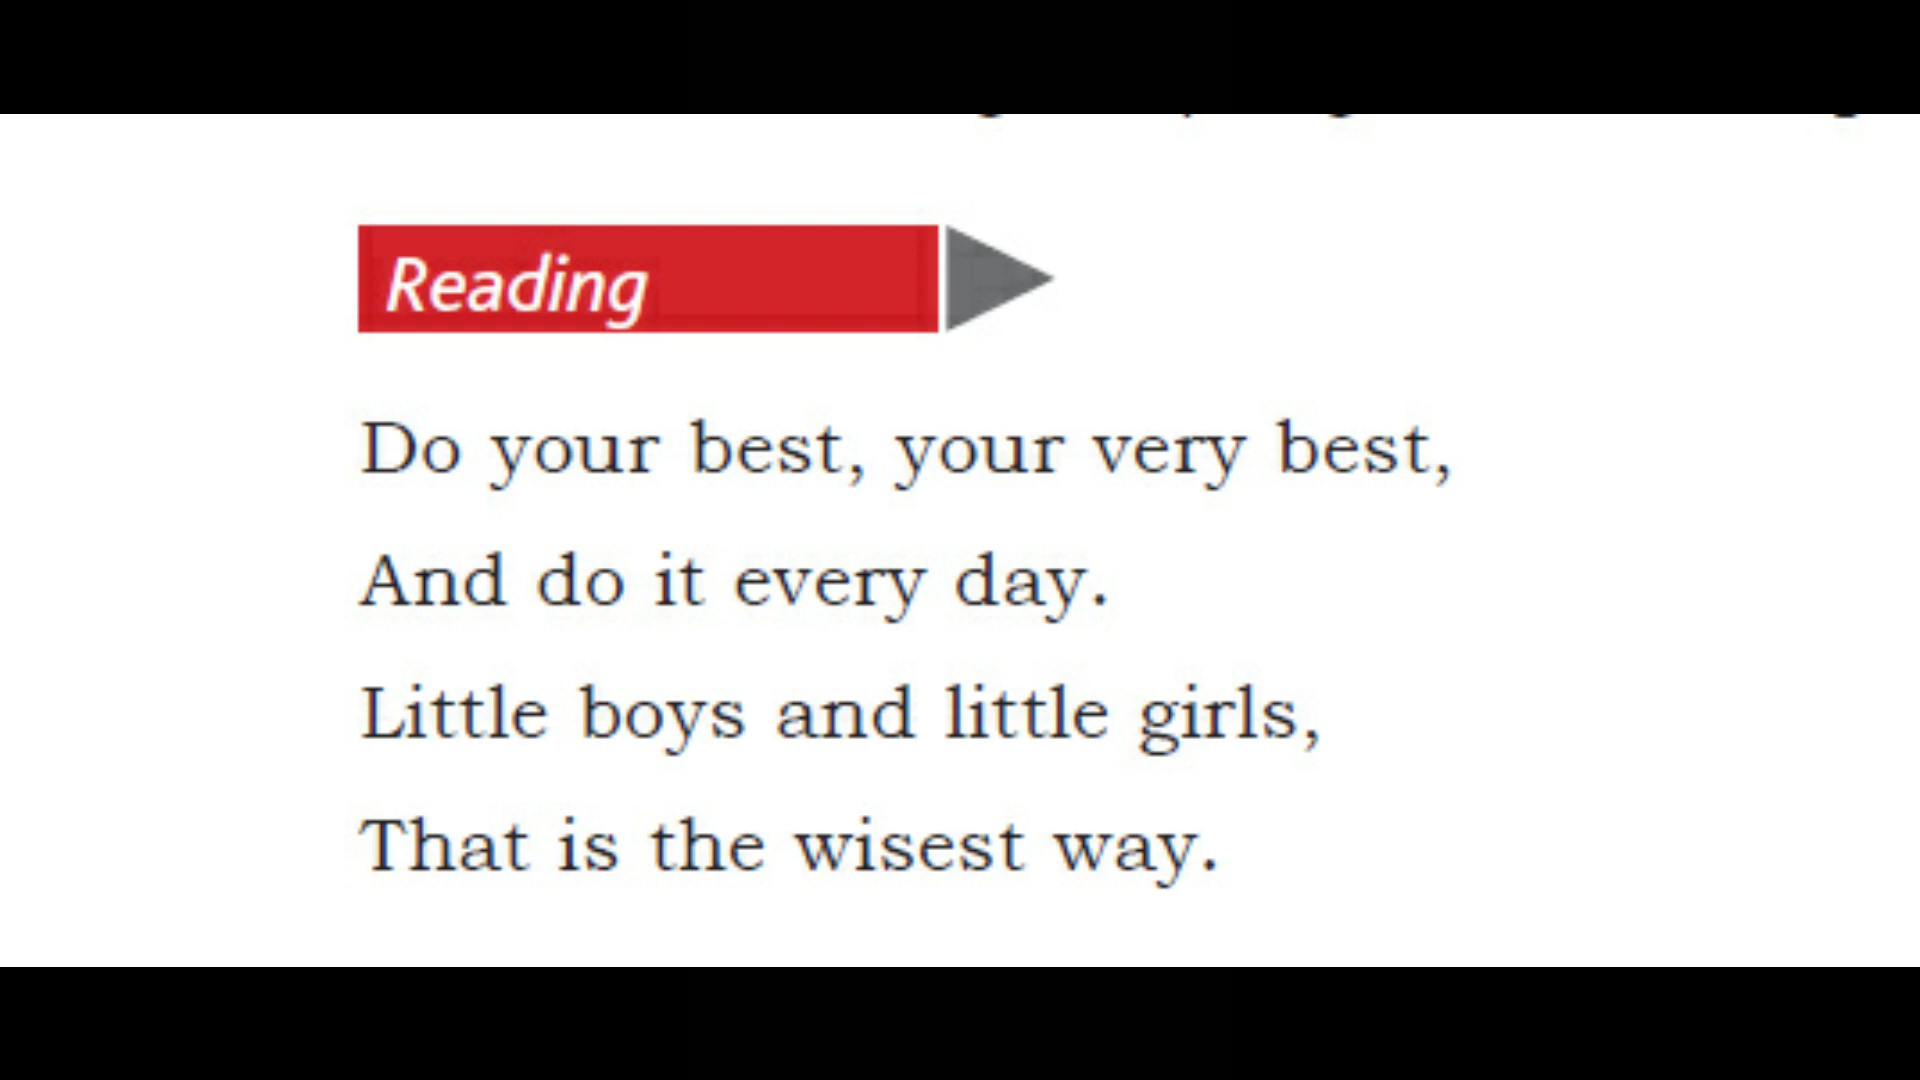 Reading
Do your best, your very best,
And do it every day.
Little boys and little girls,
That is the wisest way.